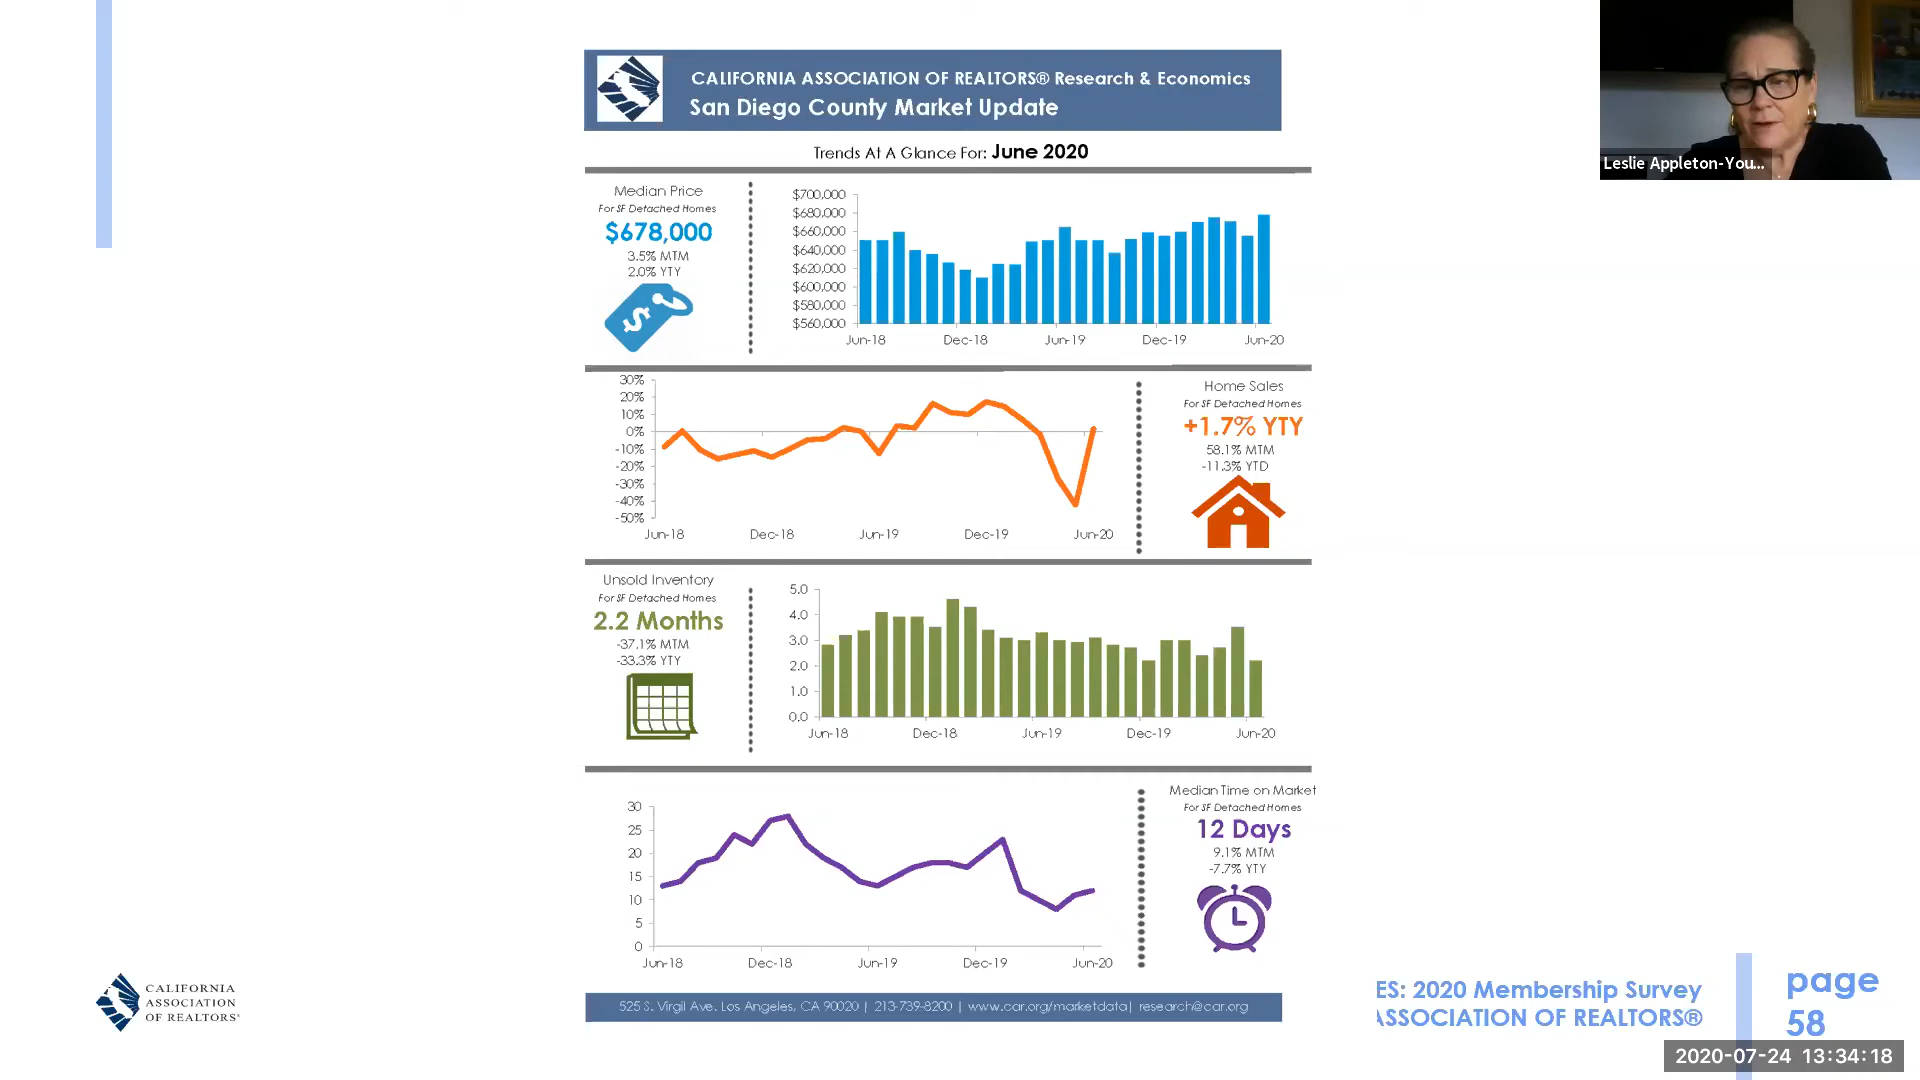 CALIFORNIA ASSOCIATION OF REALTORS® Research & Economics
San Diego County Market Update
Trends At A Glance For: June 2020
Leslie Appleton-You...
Median Price
For SF Detached Homes
$678,000
3.5% MTM
2.0% YTY
$
$700,000
$680,000
$660,000
$640,000
$620,000
$600,000
$580,000
$560,000
Jun-18 Dec-18 Jun-19 Dec-19 Jun-20
30%
20%
10%
0%
-10%
-20%
-30%
-40%
-50%
Jun-18 Dec-18 Jun-19 Dec-19 Jun-20
Home Sales
For SF Detached Homes
+1.7% YTY
58.1% MTM
-11.3% YTD
Unsold Inventory
For SF Detached Homes
2.2 Months
-37.1% MTM
-33.3% YTY
5.0
4.0
3.0
2.0
1.0
0.0
Jun-18 Dec-18 Jun-19 Dec-19 Jun-20
30
25
20
15
10
5
0
Jun-18 Dec-18 Jun-19 Dec-19 Jun-20
Median Time on Market
For SF Detached Homes
12 Days
9.1% MTM
-7.7% YTY
525 S. Virgil Ave. Los Angeles, CA 90020 | 213-739-8200 | www.car.org/marketdata| research@car.org
CALIFORNIA
ASSOCIATION
OF REALTORS®
ES: 2020 Membership Survey
ASSOCIATION OF REALTORS®
page
58
2020-07-24 13:34:18